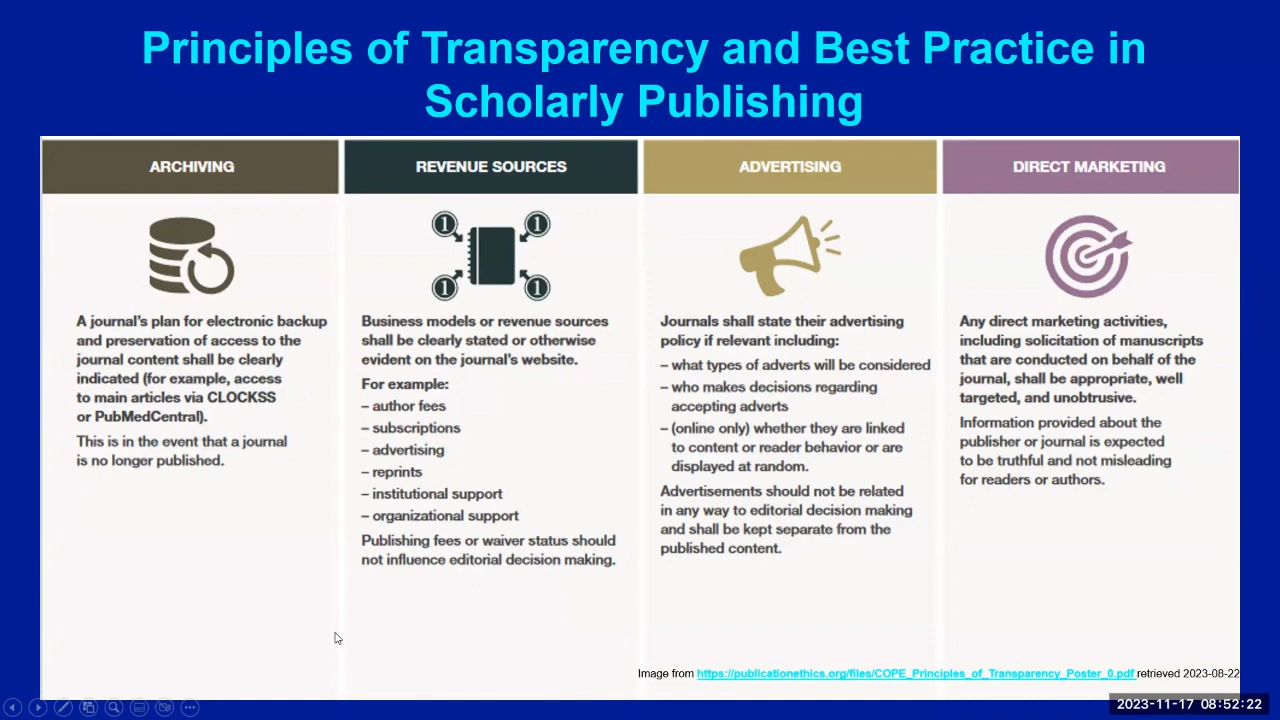 Principles of Transparency and Best Practice in
Scholarly Publishing
ARCHIVING
A journal's plan for electronic backup
and preservation of access to the
journal content shall be clearly
indicated (for example, access
to main articles via CLOCKSS
or PubMedCentral).
This is in the event that a journal
is no longer published.
REVENUE SOURCES
1
1
1
1
Business models or revenue sources
shall be clearly stated or otherwise
evident on the journal's website.
For example:
– author fees
– subscriptions
– advertising
– reprints
– institutional support
– organizational support
Publishing fees or waiver status should
not influence editorial decision making.
ADVERTISING
Journals shall state their advertising
policy if relevant including:
– what types of adverts will be considered
– who makes decisions regarding
accepting adverts
– (online only) whether they are linked
to content or reader behavior or are
displayed at random.
Advertisements should not be related
in any way to editorial decision making
and shall be kept separate from the
published content.
DIRECT MARKETING
Any direct marketing activities,
including solicitation of manuscripts
that are conducted on behalf of the
journal, shall be appropriate, well
targeted, and unobtrusive.
Information provided about the
publisher or journal is expected
to be truthful and not misleading
for readers or authors.
Image from https://publicationethics.org/files/COPE_Principles_of_Transparency_Poster_0.pdf retrieved 2023-08-22
2023-11-17 08:52:22